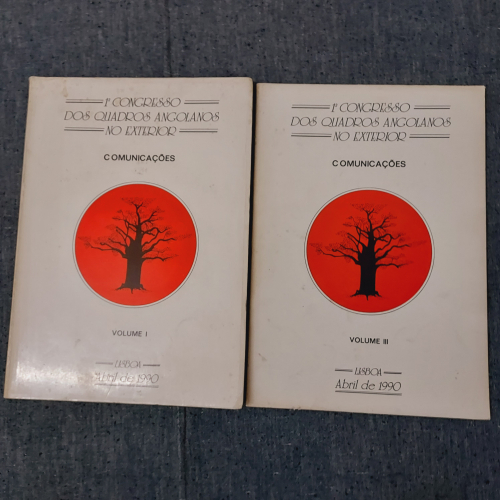 1º CONGRESSO
DOS QUADROS ANGOLANOS
NO EXTERIOR
COMUNICAÇÕES
VOLUME I
LISBOA
Abril de 1990
1º CONGRESSO
DOS QUADROS ANGOLANOS
NO EXTERIOR
COMUNICAÇÕES
VOLUME III
LISBOA
Abril de 1990